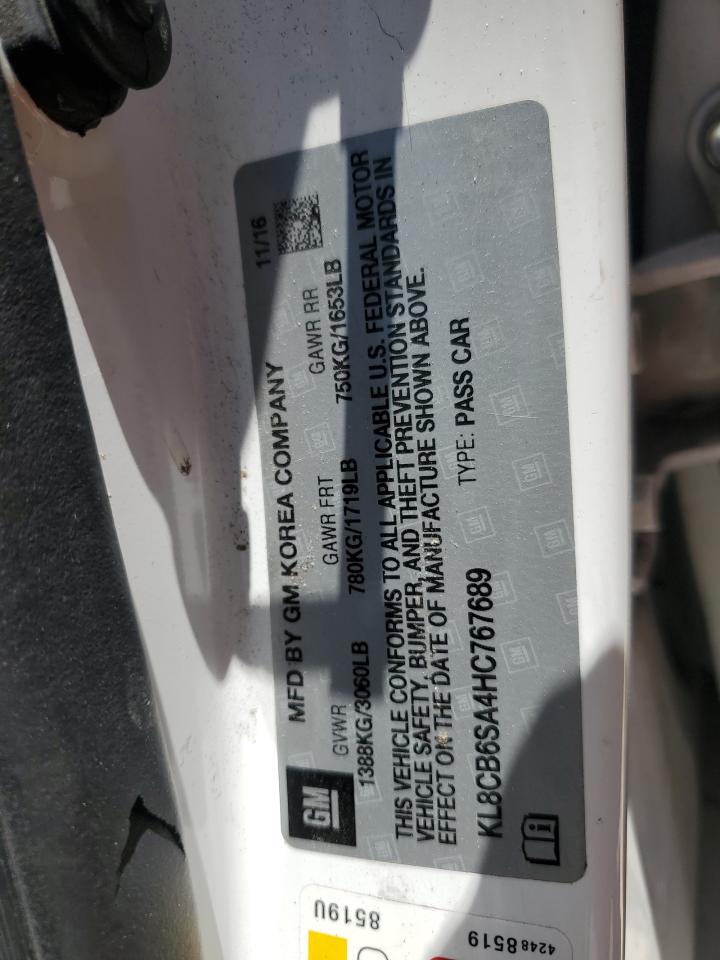 MFD BY GM KOREA COMPANY 11/16
GM
GVWR GAWR FRT GAWR RR
1388KG/3060LB 780KG/1719LB 750KG/1653LB
THIS VEHICLE CONFORMS TO ALL APPLICABLE U.S. FEDERAL MOTOR
VEHICLE SAFETY, BUMPER, AND THEFT PREVENTION STANDARDS IN
EFFECT ON THE DATE OF MANUFACTURE SHOWN ABOVE.
KL8CB6SA4HC767689 TYPE: PASS CAR
8519U
42488519